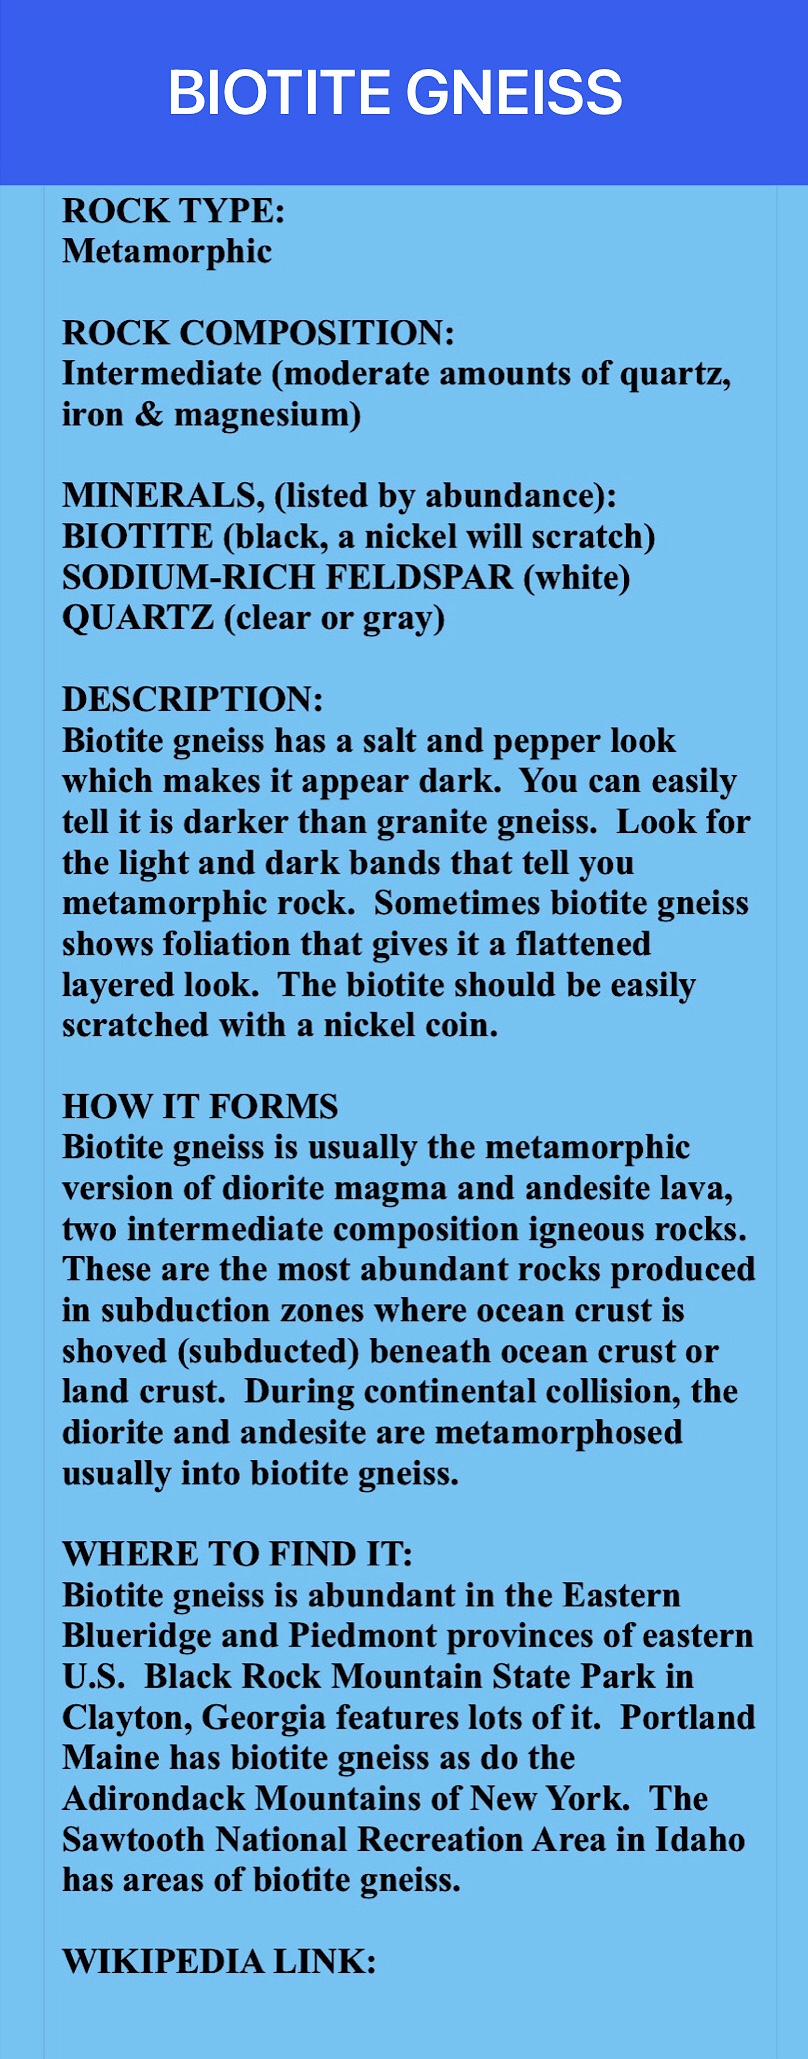 BIOTITE GNEISS
ROCK TYPE:
Metamorphic
ROCK COMPOSITION:
Intermediate (moderate amounts of quartz,
iron & magnesium)
MINERALS, (listed by abundance):
BIOTITE (black, a nickel will scratch)
SODIUM-RICH FELDSPAR (white)
QUARTZ (clear or gray)
DESCRIPTION:
Biotite gneiss has a salt and pepper look
which makes it appear dark.  You can easily
tell it is darker than granite gneiss.  Look for
the light and dark bands that tell you
metamorphic rock.  Sometimes biotite gneiss
shows foliation that gives it a flattened
layered look.  The biotite should be easily
scratched with a nickel coin.
HOW IT FORMS
Biotite gneiss is usually the metamorphic
version of diorite magma and andesite lava,
two intermediate composition igneous rocks.
These are the most abundant rocks produced
in subduction zones where ocean crust is
shoved (subducted) beneath ocean crust or
land crust.  During continental collision, the
diorite and andesite are metamorphosed
usually into biotite gneiss.
WHERE TO FIND IT:
Biotite gneiss is abundant in the Eastern
Blueridge and Piedmont provinces of eastern
U.S.  Black Rock Mountain State Park in
Clayton, Georgia features lots of it.  Portland
Maine has biotite gneiss as do the
Adirondack Mountains of New York.  The
Sawtooth National Recreation Area in Idaho
has areas of biotite gneiss.
WIKIPEDIA LINK: